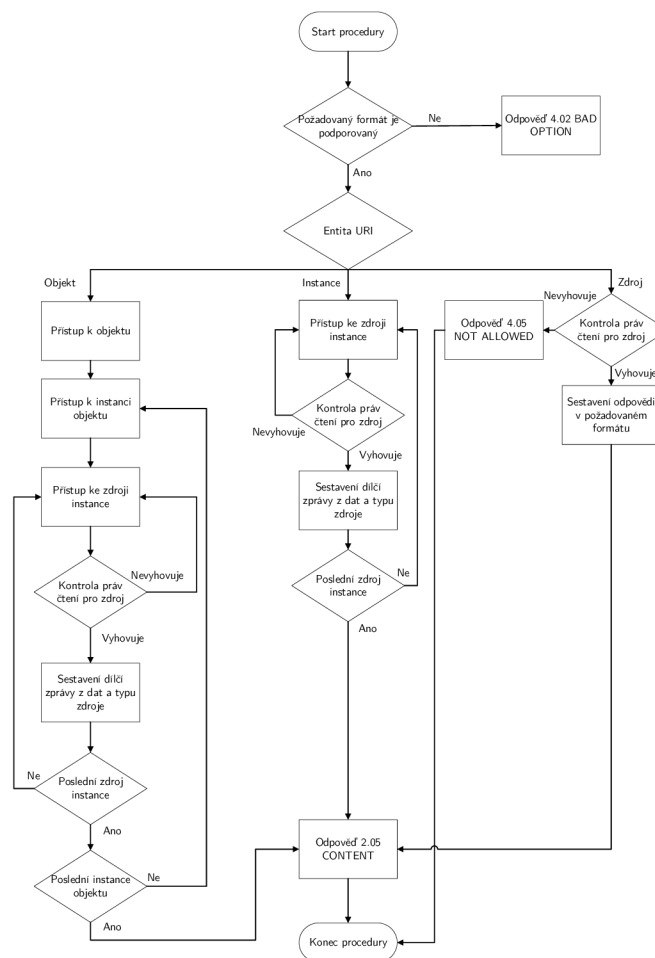 Start procedury
Požadovaný formát je
podporovaný
Ne
Odpověď 4.02 BAD
OPTION
Ano
Entita URI
Objekt
Instance
Zdroj
Přístup k objektu
Přístup ke zdroji
instance
Odpověď 4.05
NOT ALLOWED
Nevyhovuje
Kontrola práv
čtení pro zdroj
Vyhovuje
Přístup k instanci
objektu
Kontrola práv
čtení pro zdroj
Nevyhovuje
Vyhovuje
Sestavení odpovědi
v požadovaném
formátu
Přístup ke zdroji
instance
Sestavení dílčí
zprávy z dat a typu
zdroje
Kontrola práv
čtení pro zdroj
Nevyhovuje
Vyhovuje
Poslední zdroj
instance
Ne
Ano
Sestavení dílčí
zprávy z dat a typu
zdroje
Ne
Poslední zdroj
instance
Ano
Poslední instance
objektu
Ne
Ano
Odpověď 2.05
CONTENT
Konec procedury